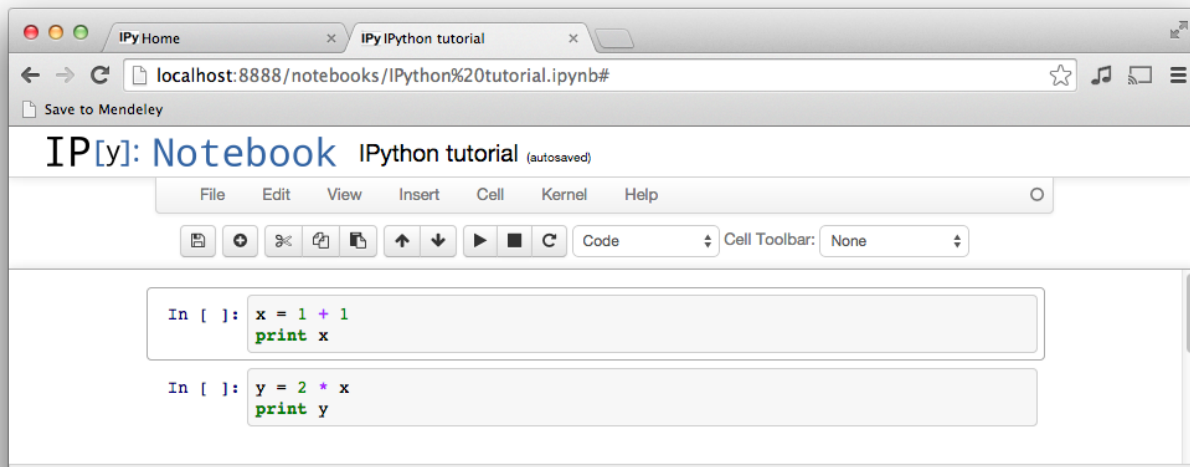 IPy Home
IPy IPython tutorial
localhost:8888/notebooks/IPython%20tutorial.ipynb#
Save to Mendeley
IP[y]: Notebook IPython tutorial (autosaved)
File Edit View Insert Cell Kernel Help
Code Cell Toolbar: None
In [ ]: x = 1 + 1
print x
In [ ]: y = 2 * x
print y